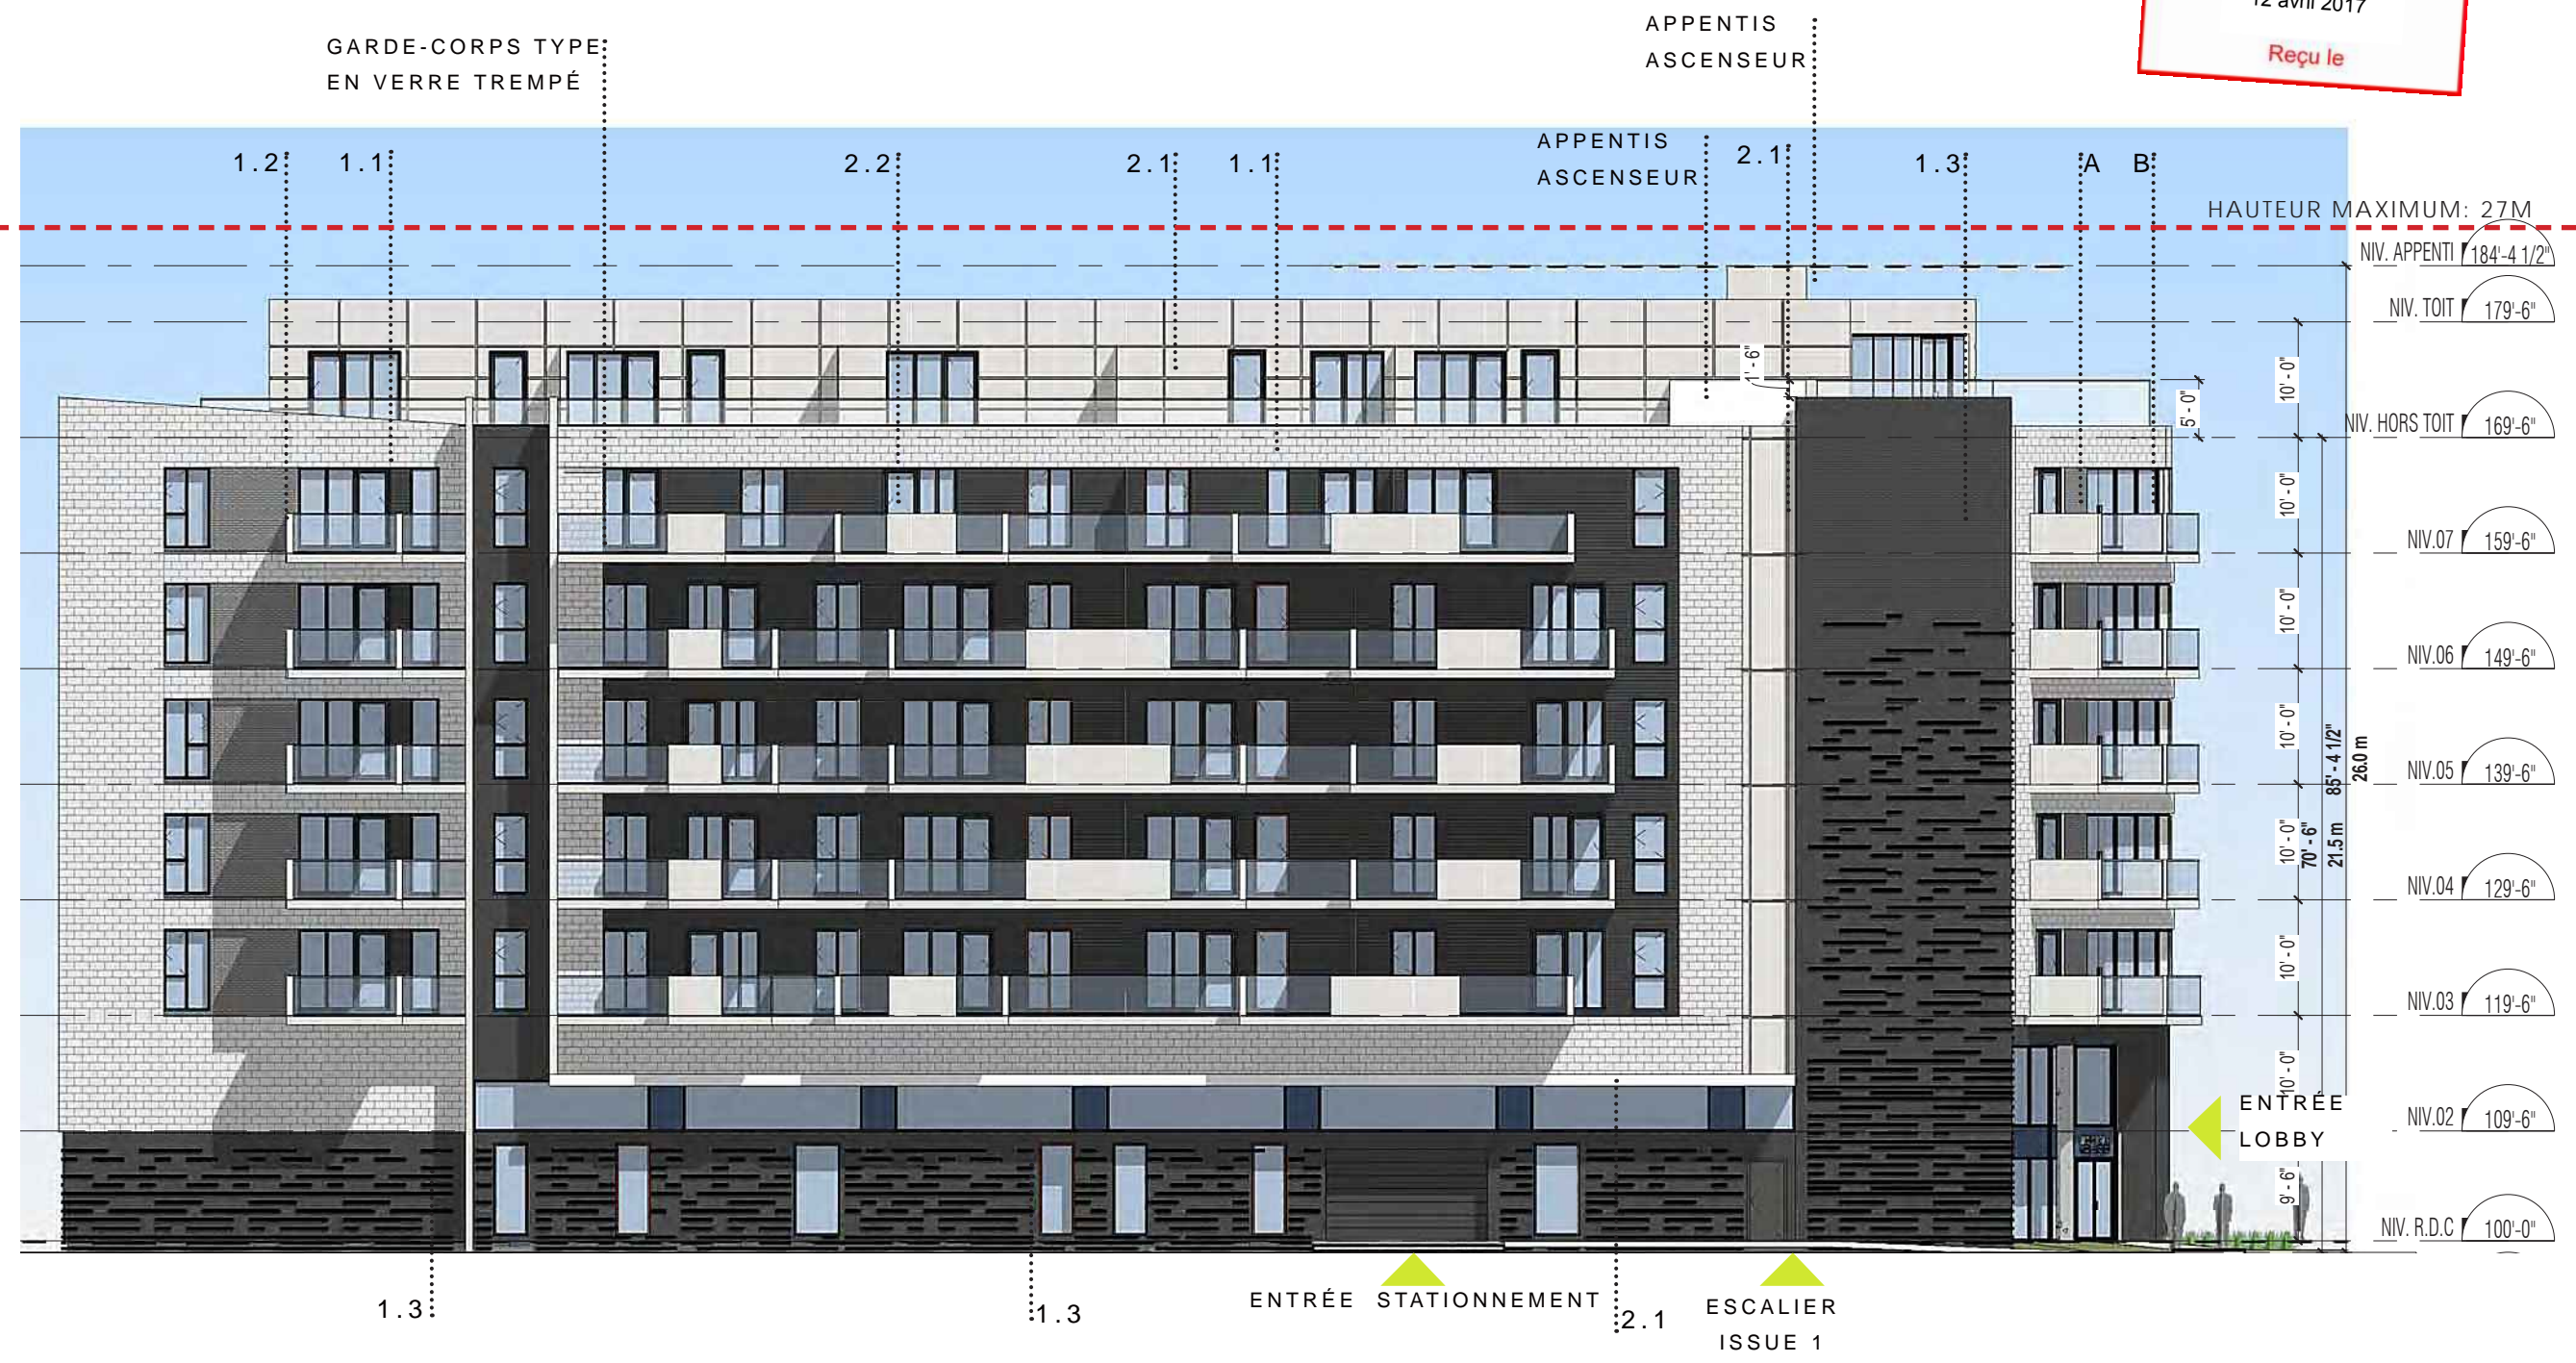 12 avril 2017
Reçu le
APPENTIS
ASCENSEUR
GARDE-CORPS TYPE
EN VERRE TREMPÉ
APPENTIS
ASCENSEUR
1.2
1.1
2.2
2.1
1.1
2.1
1.3
A
B
HAUTEUR MAXIMUM: 27M
NIV. APPENTI 184'-4 1/2"
NIV. TOIT 179'-6"
1'-6"
10'-0"
5'-0"
NIV. HORS TOIT 169'-6"
10'-0"
NIV.07 159'-6"
10'-0"
NIV.06 149'-6"
10'-0"
85'-4 1/2"
26.0 m
NIV.05 139'-6"
10'-0"
70'-6"
21.5 m
NIV.04 129'-6"
10'-0"
NIV.03 119'-6"
10'-0"
ENTRÉE
LOBBY
NIV.02 109'-6"
9'-6"
NIV. R.D.C 100'-0"
1.3
1.3
ENTRÉE STATIONNEMENT
2.1
ESCALIER
ISSUE 1